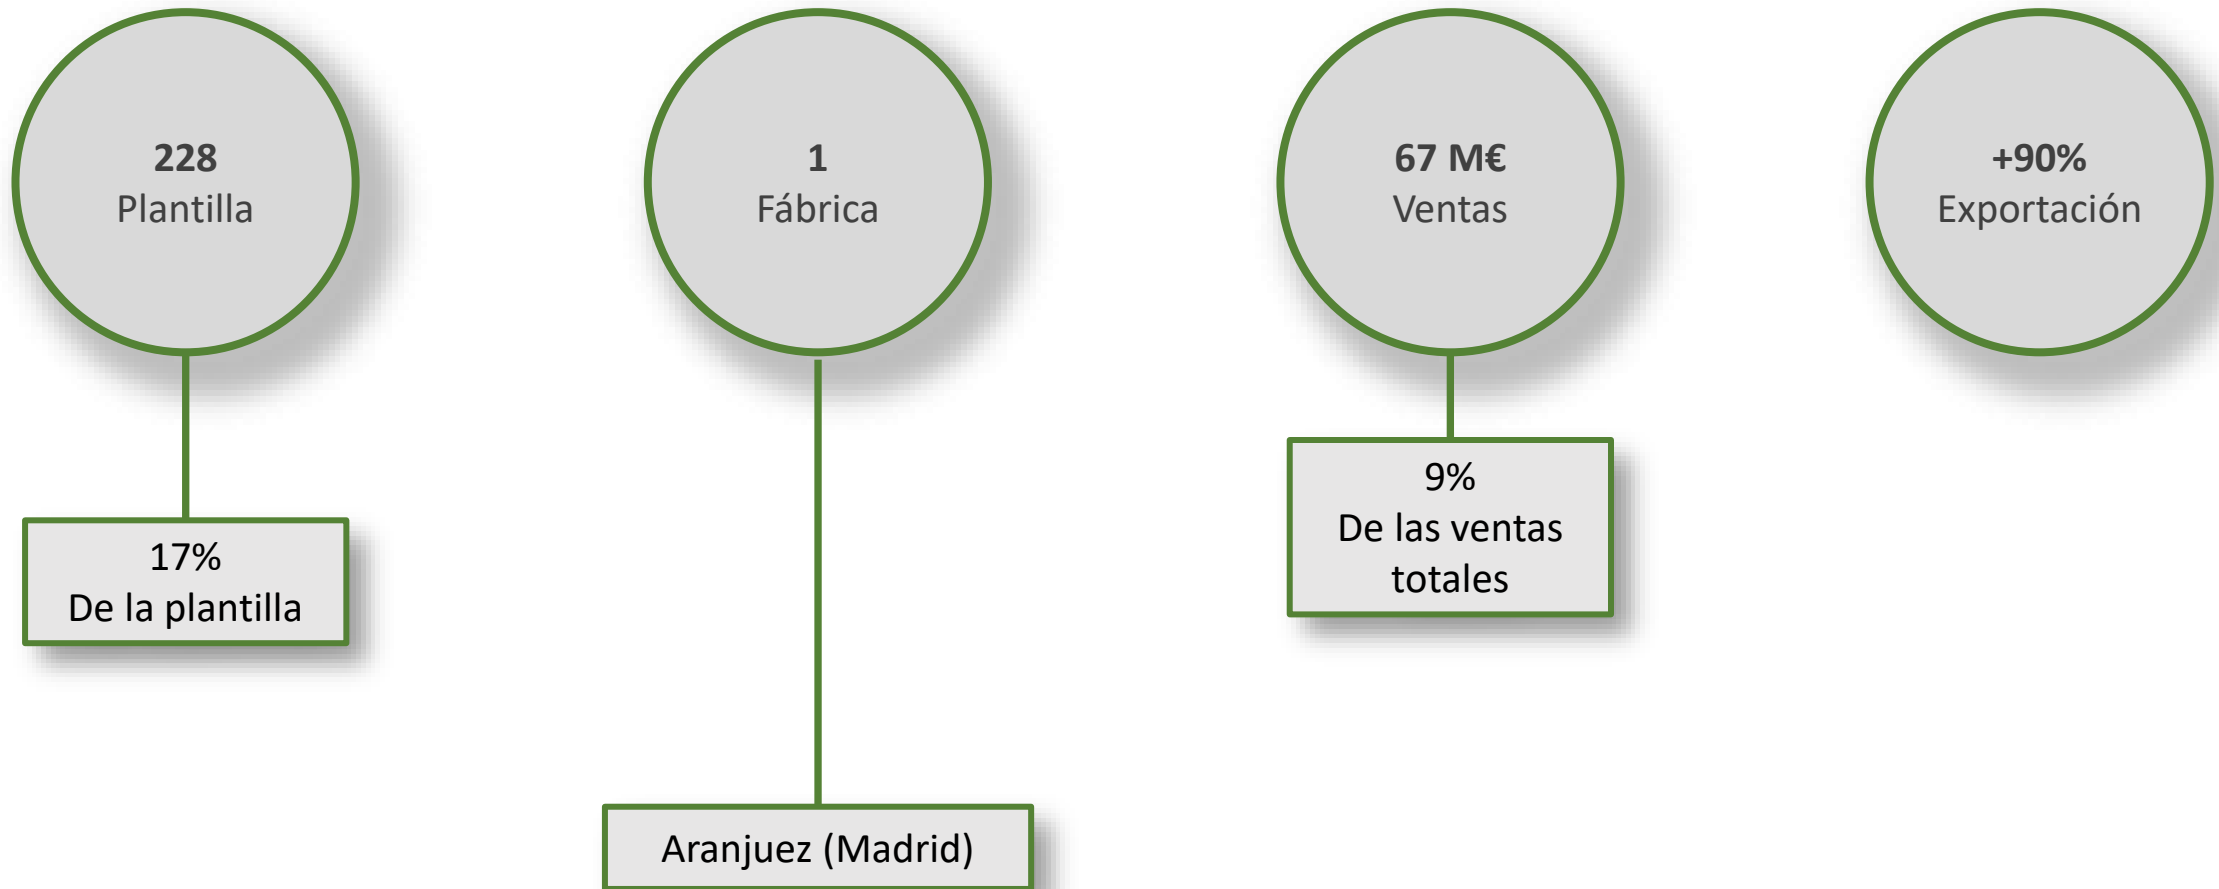 228
Plantilla
1
Fábrica
67 M€
Ventas
+90%
Exportación
17%
De la plantilla
9%
De las ventas
totales
Aranjuez (Madrid)